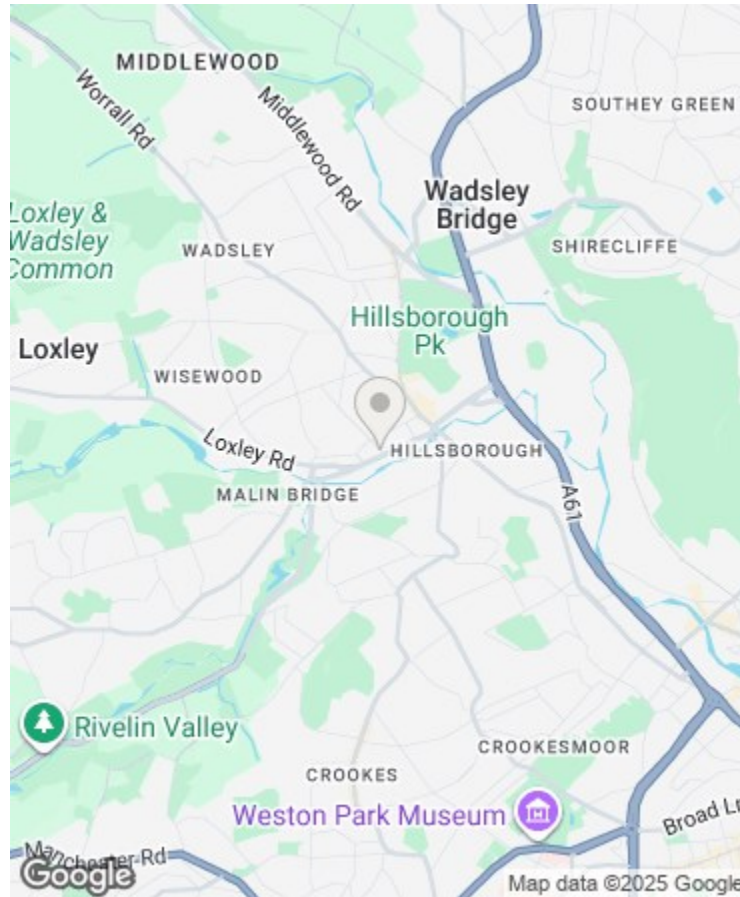 MIDDLEWOOD
Worrall Rd
Middlewood Rd
SOUTHEY GREEN
Wadsley
Bridge
Loxley &
Wadsley
Common
WADSLEY
SHIRECLIFFE
Hillsborough
Pk
Loxley
WISEWOOD
Loxley Rd
HILLSBOROUGH
MALIN BRIDGE
A61
Rivelin Valley
CROOKESMOOR
CROOKES
Weston Park Museum
Broad Ln
Manchester Rd
Google
Map data ©2025 Google